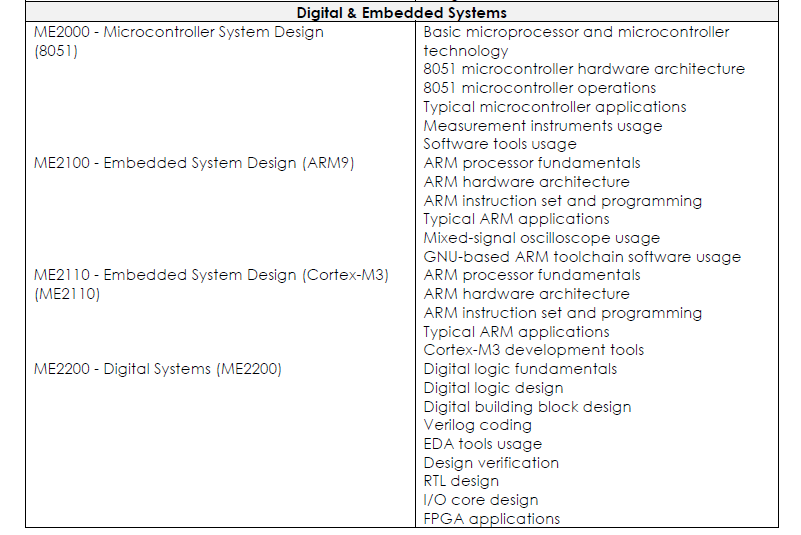 Digital & Embedded Systems
ME2000 - Microcontroller System Design
(8051)
Basic microprocessor and microcontroller
technology
8051 microcontroller hardware architecture
8051 microcontroller operations
Typical microcontroller applications
Measurement instruments usage
Software tools usage
ME2100 - Embedded System Design (ARM9)
ARM processor fundamentals
ARM hardware architecture
ARM instruction set and programming
Typical ARM applications
Mixed-signal oscilloscope usage
GNU-based ARM toolchain software usage
ME2110 - Embedded System Design (Cortex-M3)
(ME2110)
ARM processor fundamentals
ARM hardware architecture
ARM instruction set and programming
Typical ARM applications
Cortex-M3 development tools
ME2200 - Digital Systems (ME2200)
Digital logic fundamentals
Digital logic design
Digital building block design
Verilog coding
EDA tools usage
Design verification
RTL design
I/O core design
FPGA applications